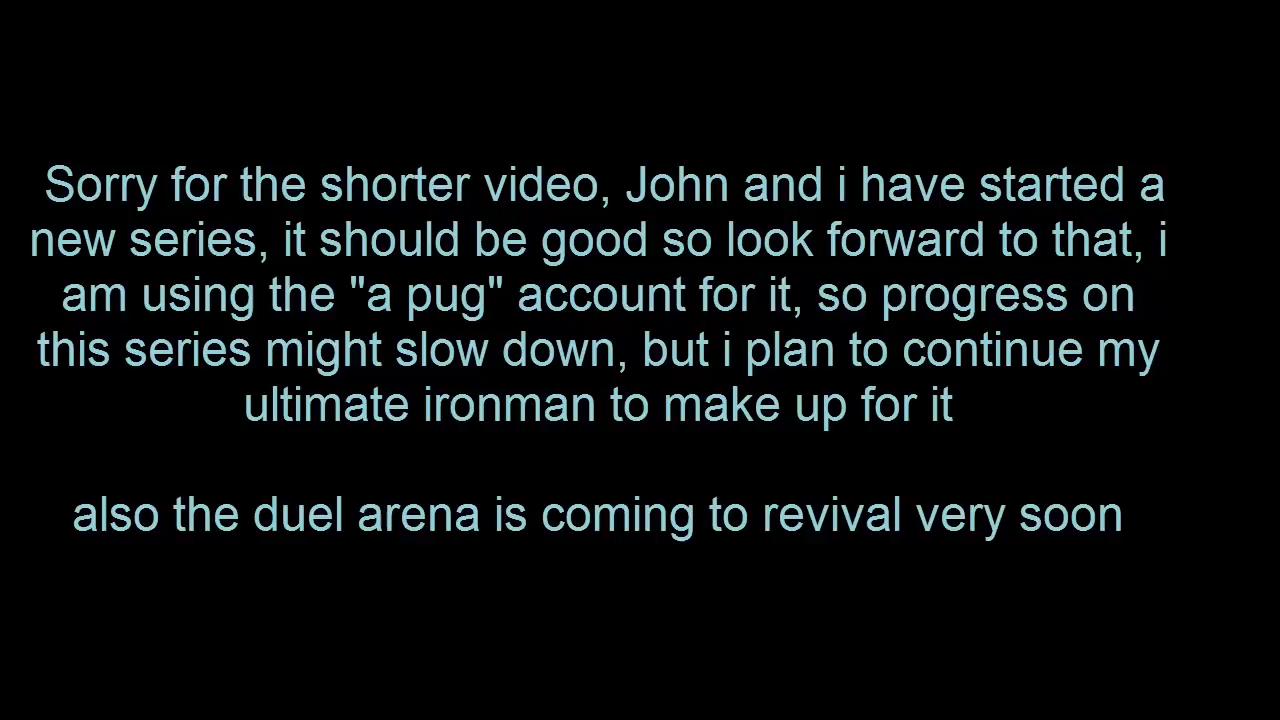 Sorry for the shorter video, John and i have started a
new series, it should be good so look forward to that, i
am using the "a pug" account for it, so progress on
this series might slow down, but i plan to continue my
ultimate ironman to make up for it
also the duel arena is coming to revival very soon